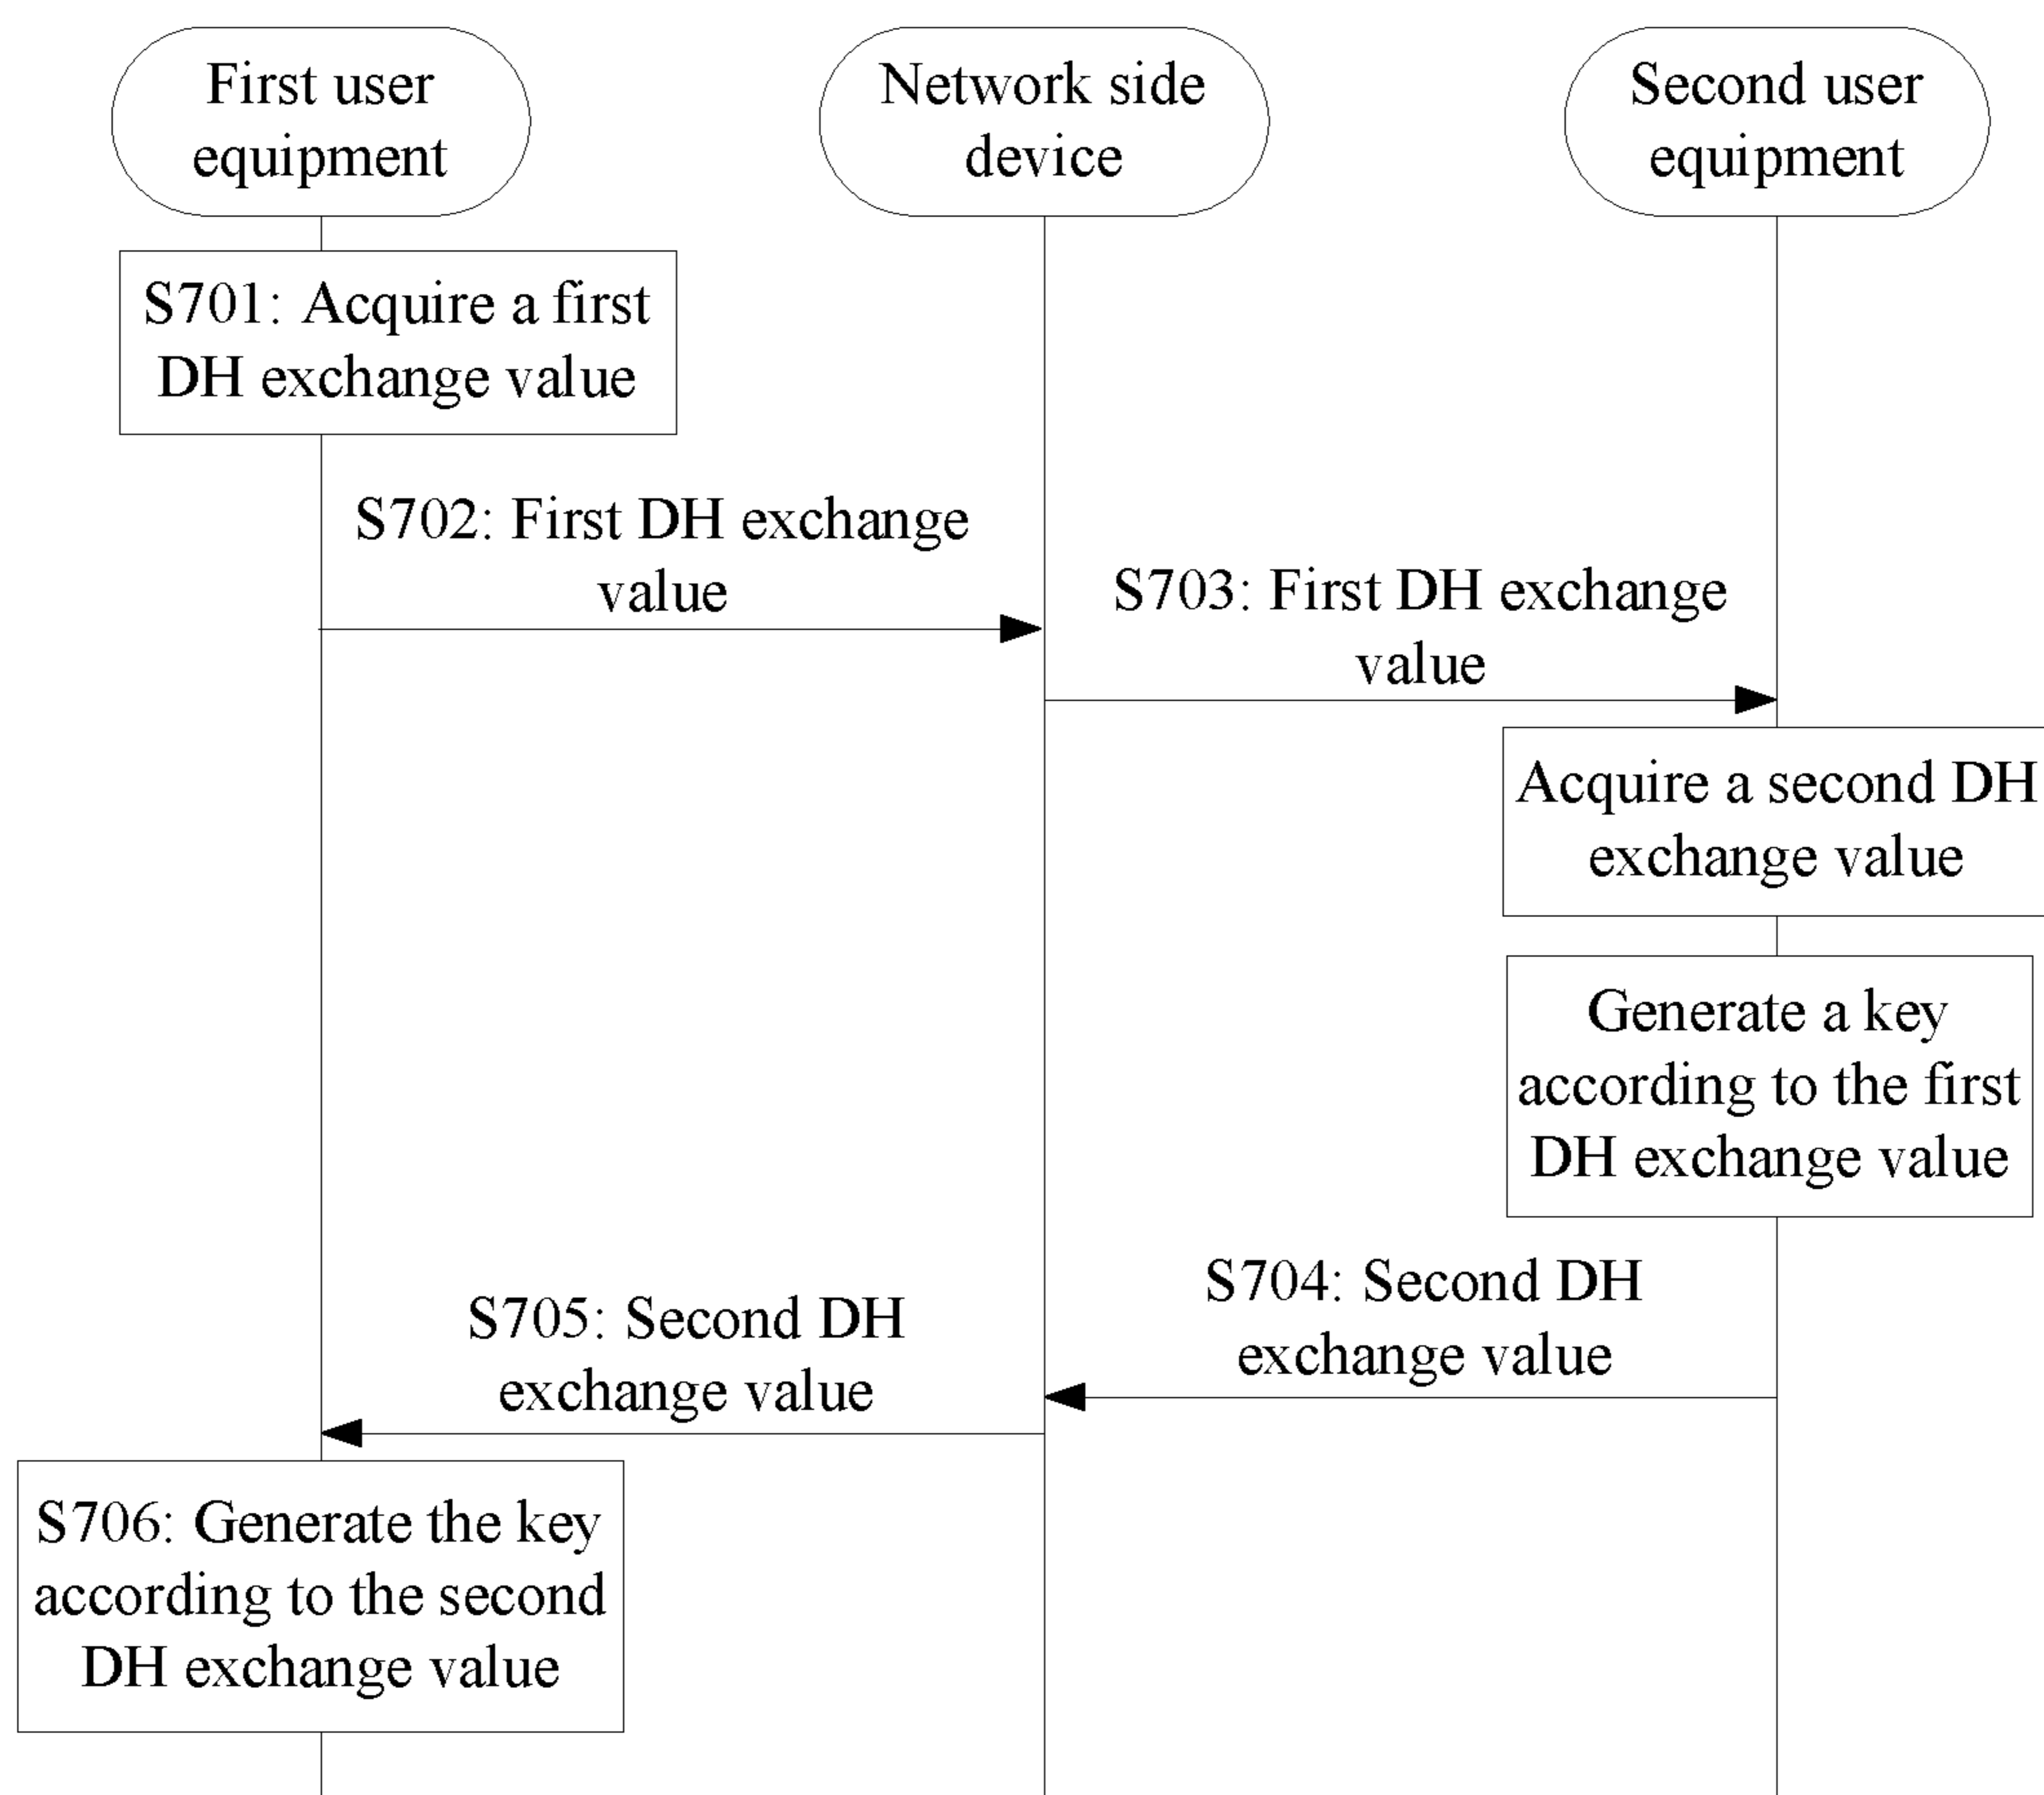 First user
equipment
Network side
device
Second user
equipment
S701: Acquire a first
DH exchange value
S702: First DH exchange
value
S703: First DH exchange
value
Acquire a second DH
exchange value
Generate a key
according to the first
DH exchange value
S704: Second DH
exchange value
S705: Second DH
exchange value
S706: Generate the key
according to the second
DH exchange value